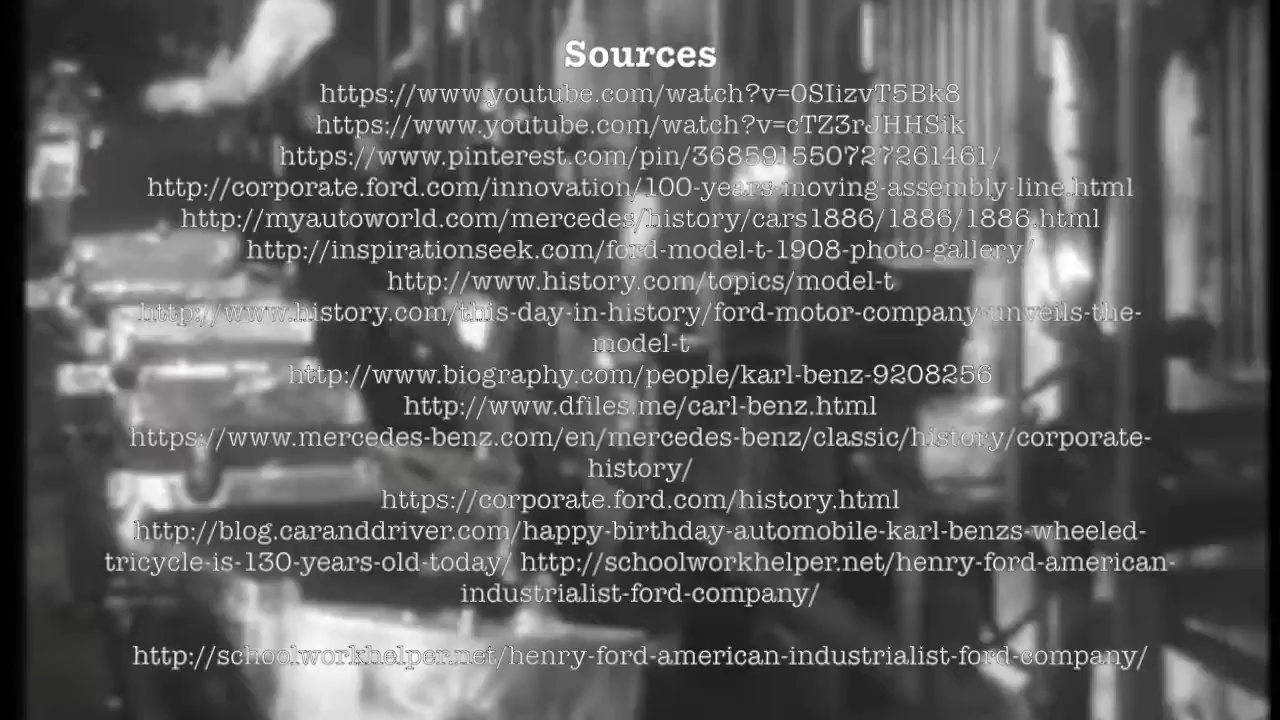 Sources
https://www.youtube.com/watch?v=0SIizvT5Bk8
https://www.youtube.com/watch?v=cTZ3rJHHSik
https://www.pinterest.com/pin/368591550727261461/
http://corporate.ford.com/innovation/100-years-moving-assembly-line.html
http://myautoworld.com/mercedes/history/cars1886/1886/1886.html
http://inspirationseek.com/ford-model-t-1908-photo-gallery/
http://www.history.com/topics/model-t
http://www.history.com/this-day-in-history/ford-motor-company-unveils-the-
model-t
http://www.biography.com/people/karl-benz-9208256
http://www.dfiles.me/carl-benz.html
https://www.mercedes-benz.com/en/mercedes-benz/classic/history/corporate-
history/
https://corporate.ford.com/history.html
http://blog.caranddriver.com/happy-birthday-automobile-karl-benzs-wheeled-
tricycle-is-130-years-old-today/ http://schoolworkhelper.net/henry-ford-american-
industrialist-ford-company/
http://schoolworkhelper.net/henry-ford-american-industrialist-ford-company/